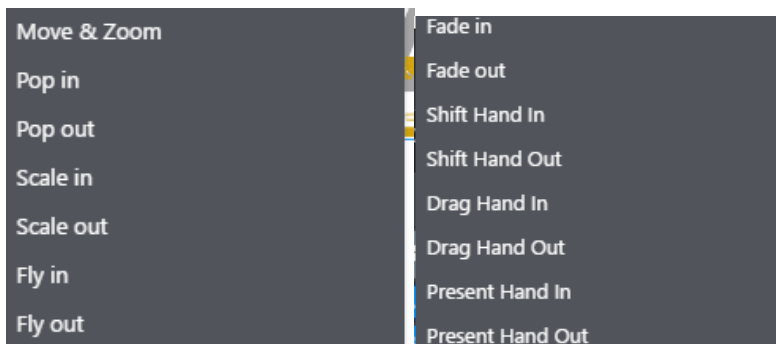 Move & Zoom
Pop in
Pop out
Scale in
Scale out
Fly in
Fly out
Fade in
Fade out
Shift Hand In
Shift Hand Out
Drag Hand In
Drag Hand Out
Present Hand In
Present Hand Out